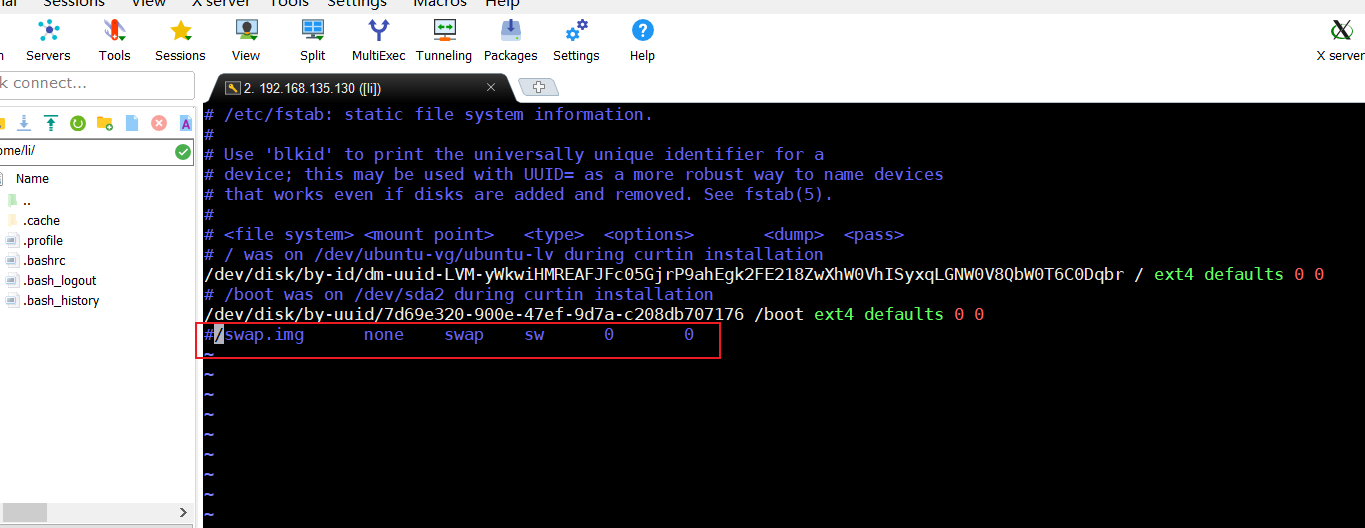 Sessions View X server Tools Settings Macros Help
Servers Tools Sessions View Split MultiExec Tunneling Packages Settings Help X server
k connect...
2. 192.168.135.130 ([li])
ome/li/
Name
..
.cache
.profile
.bashrc
.bash_logout
.bash_history
# /etc/fstab: static file system information.
#
# Use 'blkid' to print the universally unique identifier for a
# device; this may be used with UUID= as a more robust way to name devices
# that works even if disks are added and removed. See fstab(5).
#
# <file system> <mount point>   <type>  <options>       <dump>  <pass>
# / was on /dev/ubuntu-vg/ubuntu-lv during curtin installation
/dev/disk/by-id/dm-uuid-LVM-yWkwiHMREAFJFc05GjrP9ahEgk2FE218ZwXhW0VhISyxqLGNW0V8QbW0T6C0Dqbr / ext4 defaults 0 0
# /boot was on /dev/sda2 during curtin installation
/dev/disk/by-uuid/7d69e320-900e-47ef-9d7a-c208db707176 /boot ext4 defaults 0 0
#/swap.img      none    swap    sw      0       0
~
~
~
~
~
~
~
~
~